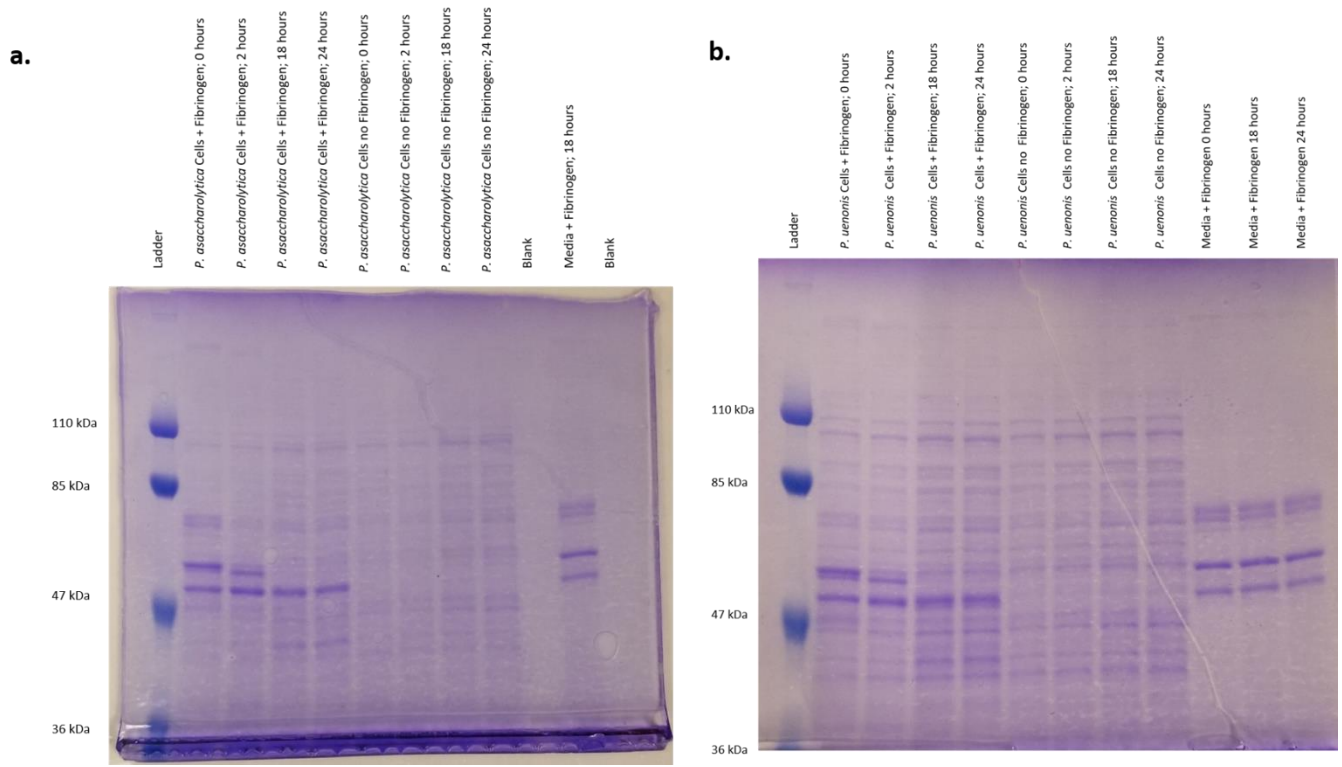 a.
Ladder
P. asaccharolytica Cells + Fibrinogen; 0 hours
P. asaccharolytica Cells + Fibrinogen; 2 hours
P. asaccharolytica Cells + Fibrinogen; 18 hours
P. asaccharolytica Cells + Fibrinogen; 24 hours
P. asaccharolytica Cells no Fibrinogen; 0 hours
P. asaccharolytica Cells no Fibrinogen; 2 hours
P. asaccharolytica Cells no Fibrinogen; 18 hours
P. asaccharolytica Cells no Fibrinogen; 24 hours
Blank
Media + Fibrinogen; 18 hours
Blank
110 kDa
85 kDa
47 kDa
36 kDa
b.
Ladder
P. uenonis Cells + Fibrinogen; 0 hours
P. uenonis Cells + Fibrinogen; 2 hours
P. uenonis Cells + Fibrinogen; 18 hours
P. uenonis Cells + Fibrinogen; 24 hours
P. uenonis Cells no Fibrinogen; 0 hours
P. uenonis Cells no Fibrinogen; 2 hours
P. uenonis Cells no Fibrinogen; 18 hours
P. uenonis Cells no Fibrinogen; 24 hours
Media + Fibrinogen 0 hours
Media + Fibrinogen 18 hours
Media + Fibrinogen 24 hours
110 kDa
85 kDa
47 kDa
36 kDa